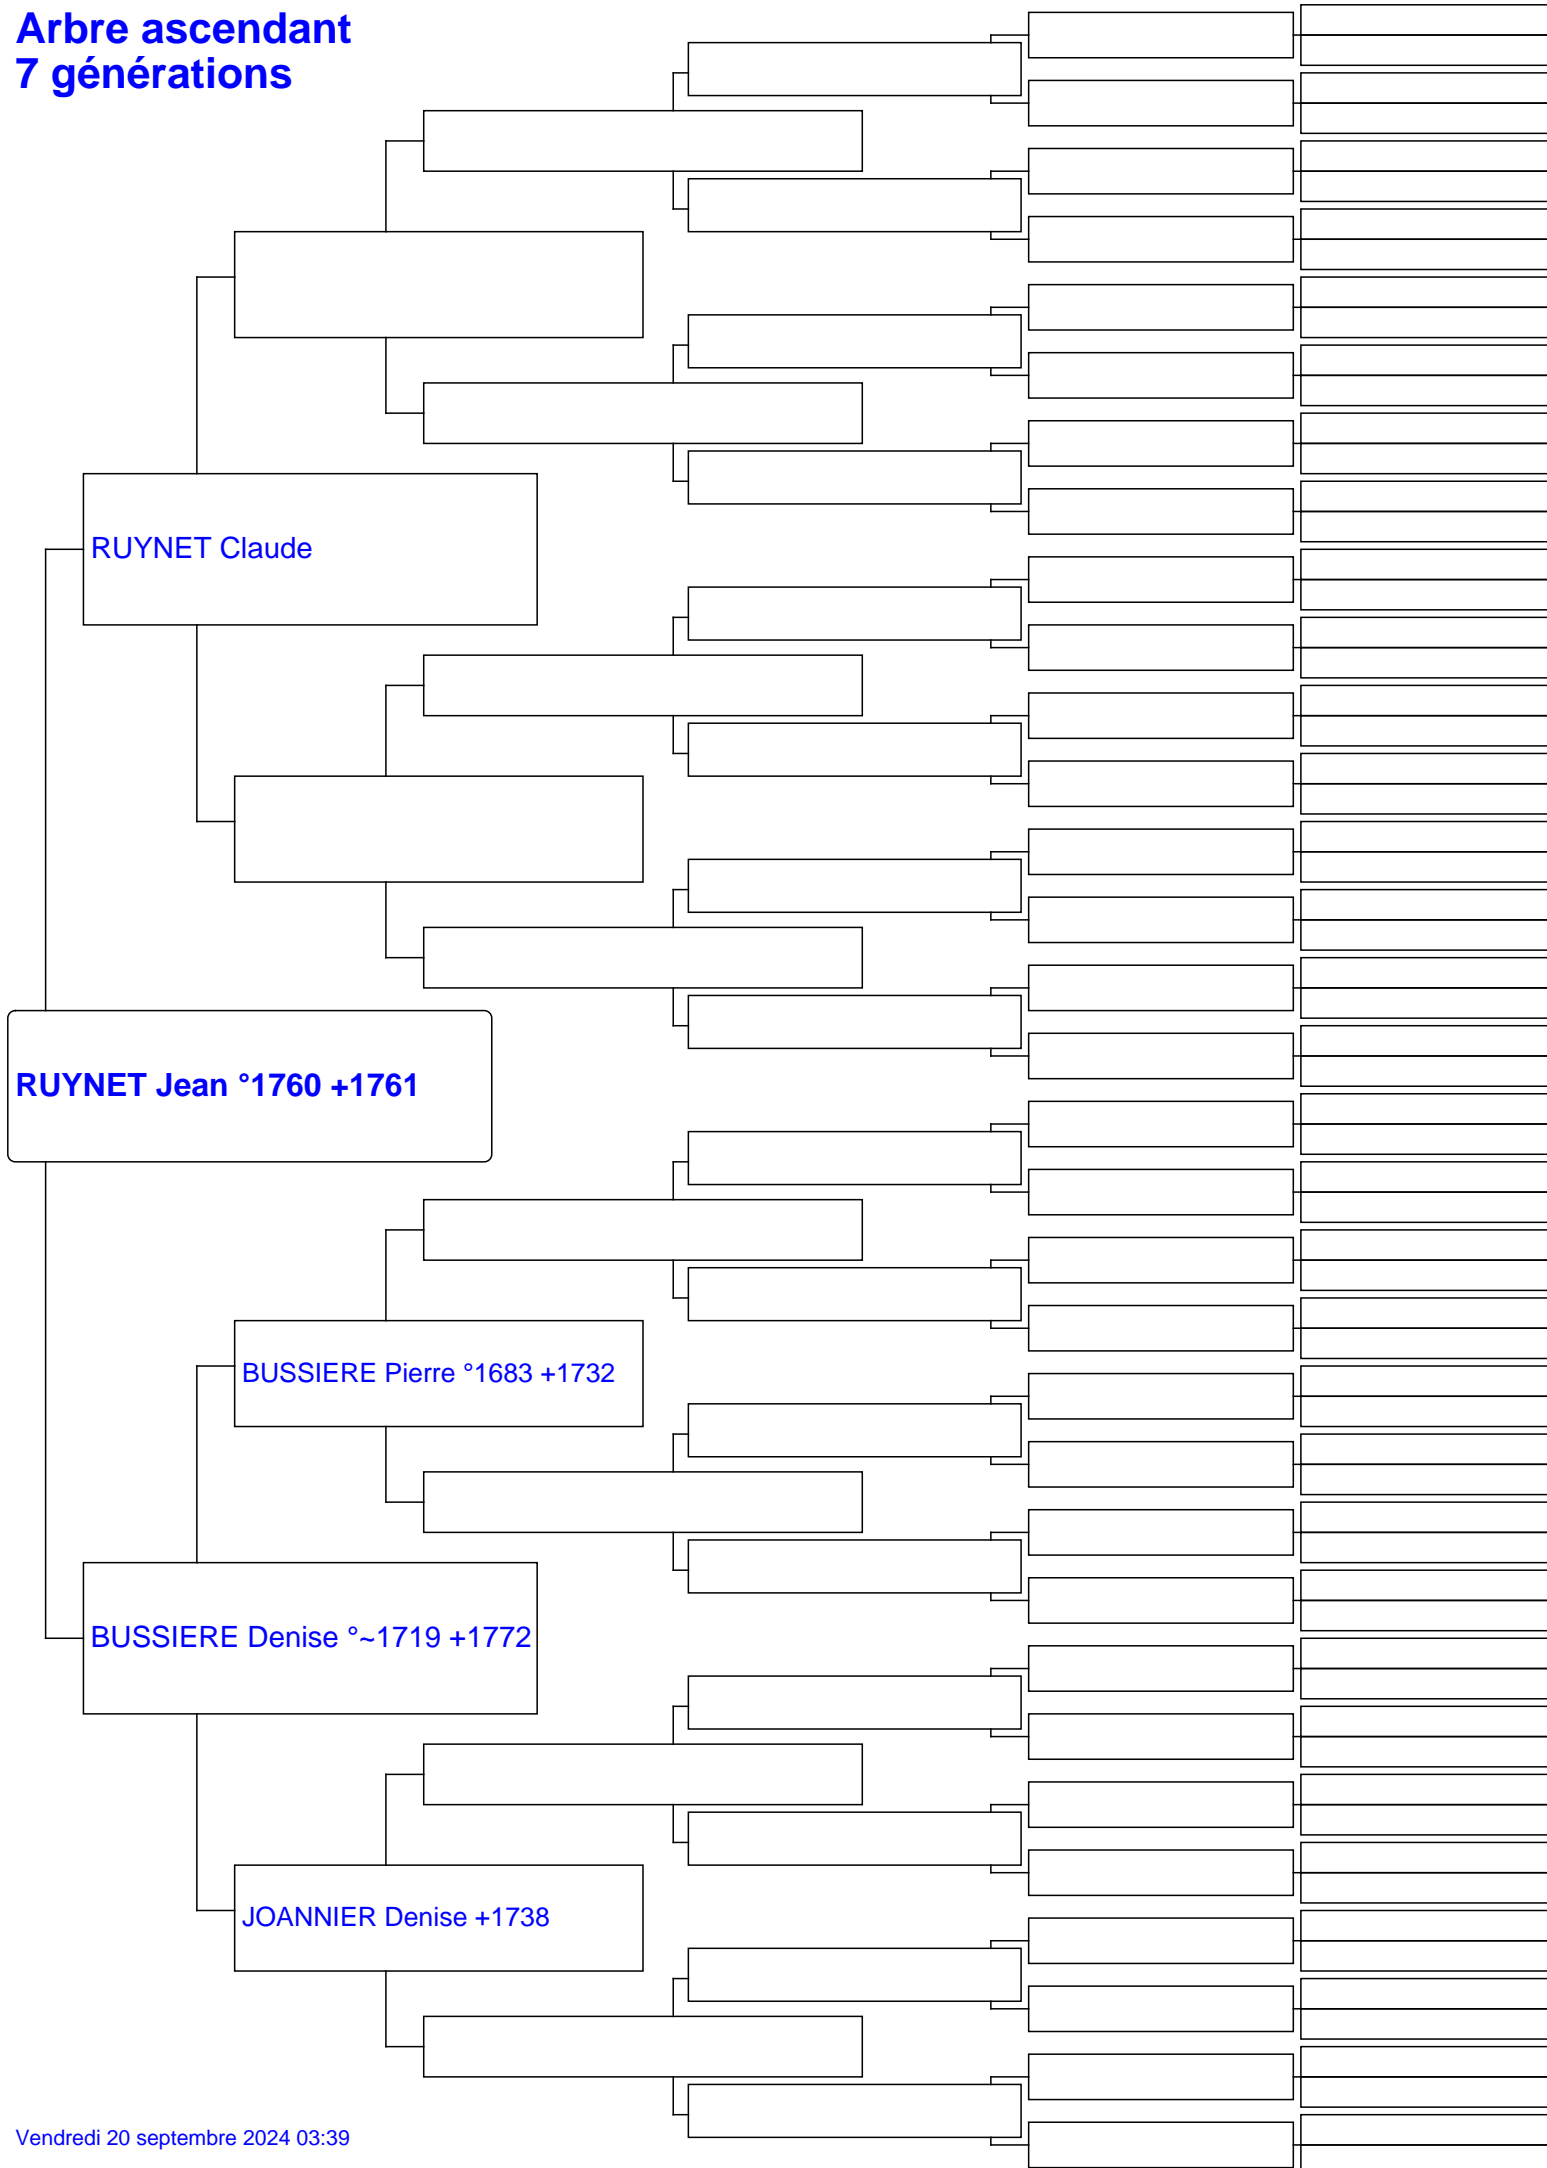 Arbre ascendant
7 générations
RUYNET Claude
RUYNET Jean °1760 +1761
BUSSIERE Pierre °1683 +1732
BUSSIERE Denise °~1719 +1772
JOANNIER Denise +1738
Vendredi 20 septembre 2024 03:39